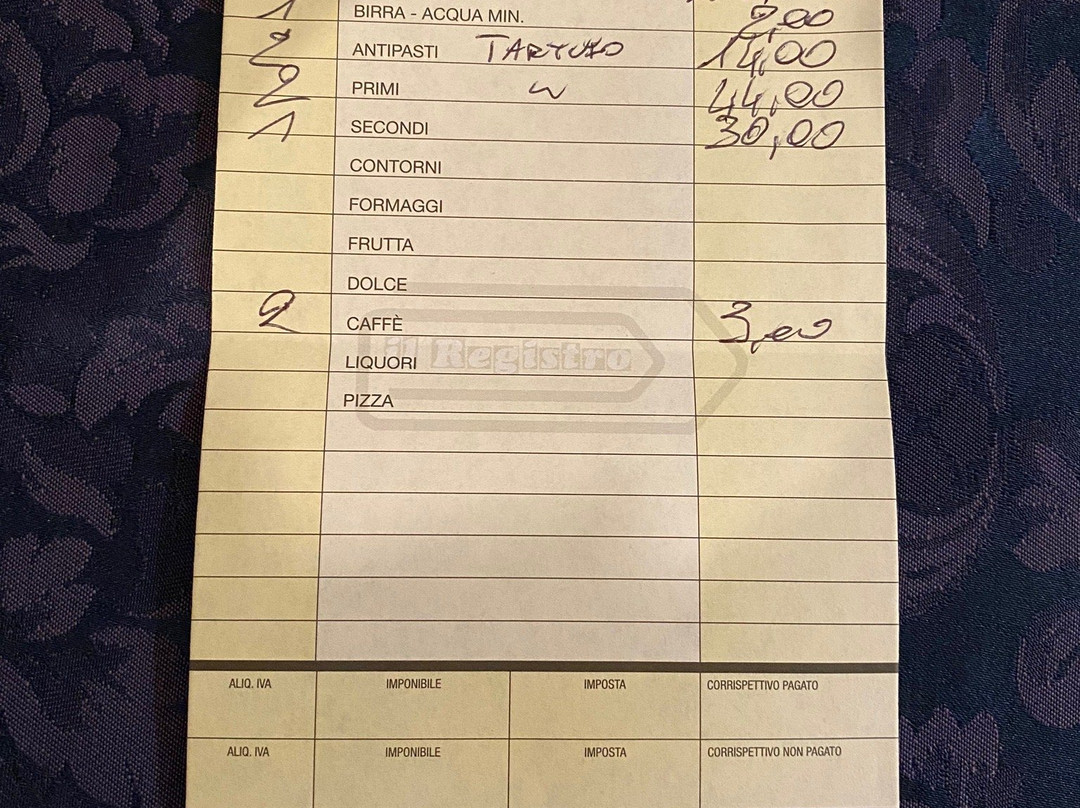 1 BIRRA - ACQUA MIN. 2,00
2 ANTIPASTI TARTUFO 14,00
2 PRIMI 44,00
1 SECONDI 30,00
CONTORNI
FORMAGGI
FRUTTA
DOLCE
2 CAFFÈ 3,00
il Registro
LIQUORI
PIZZA
ALIQ. IVA IMPONIBILE IMPOSTA CORRISPETTIVO PAGATO
ALIQ. IVA IMPONIBILE IMPOSTA CORRISPETTIVO NON PAGATO